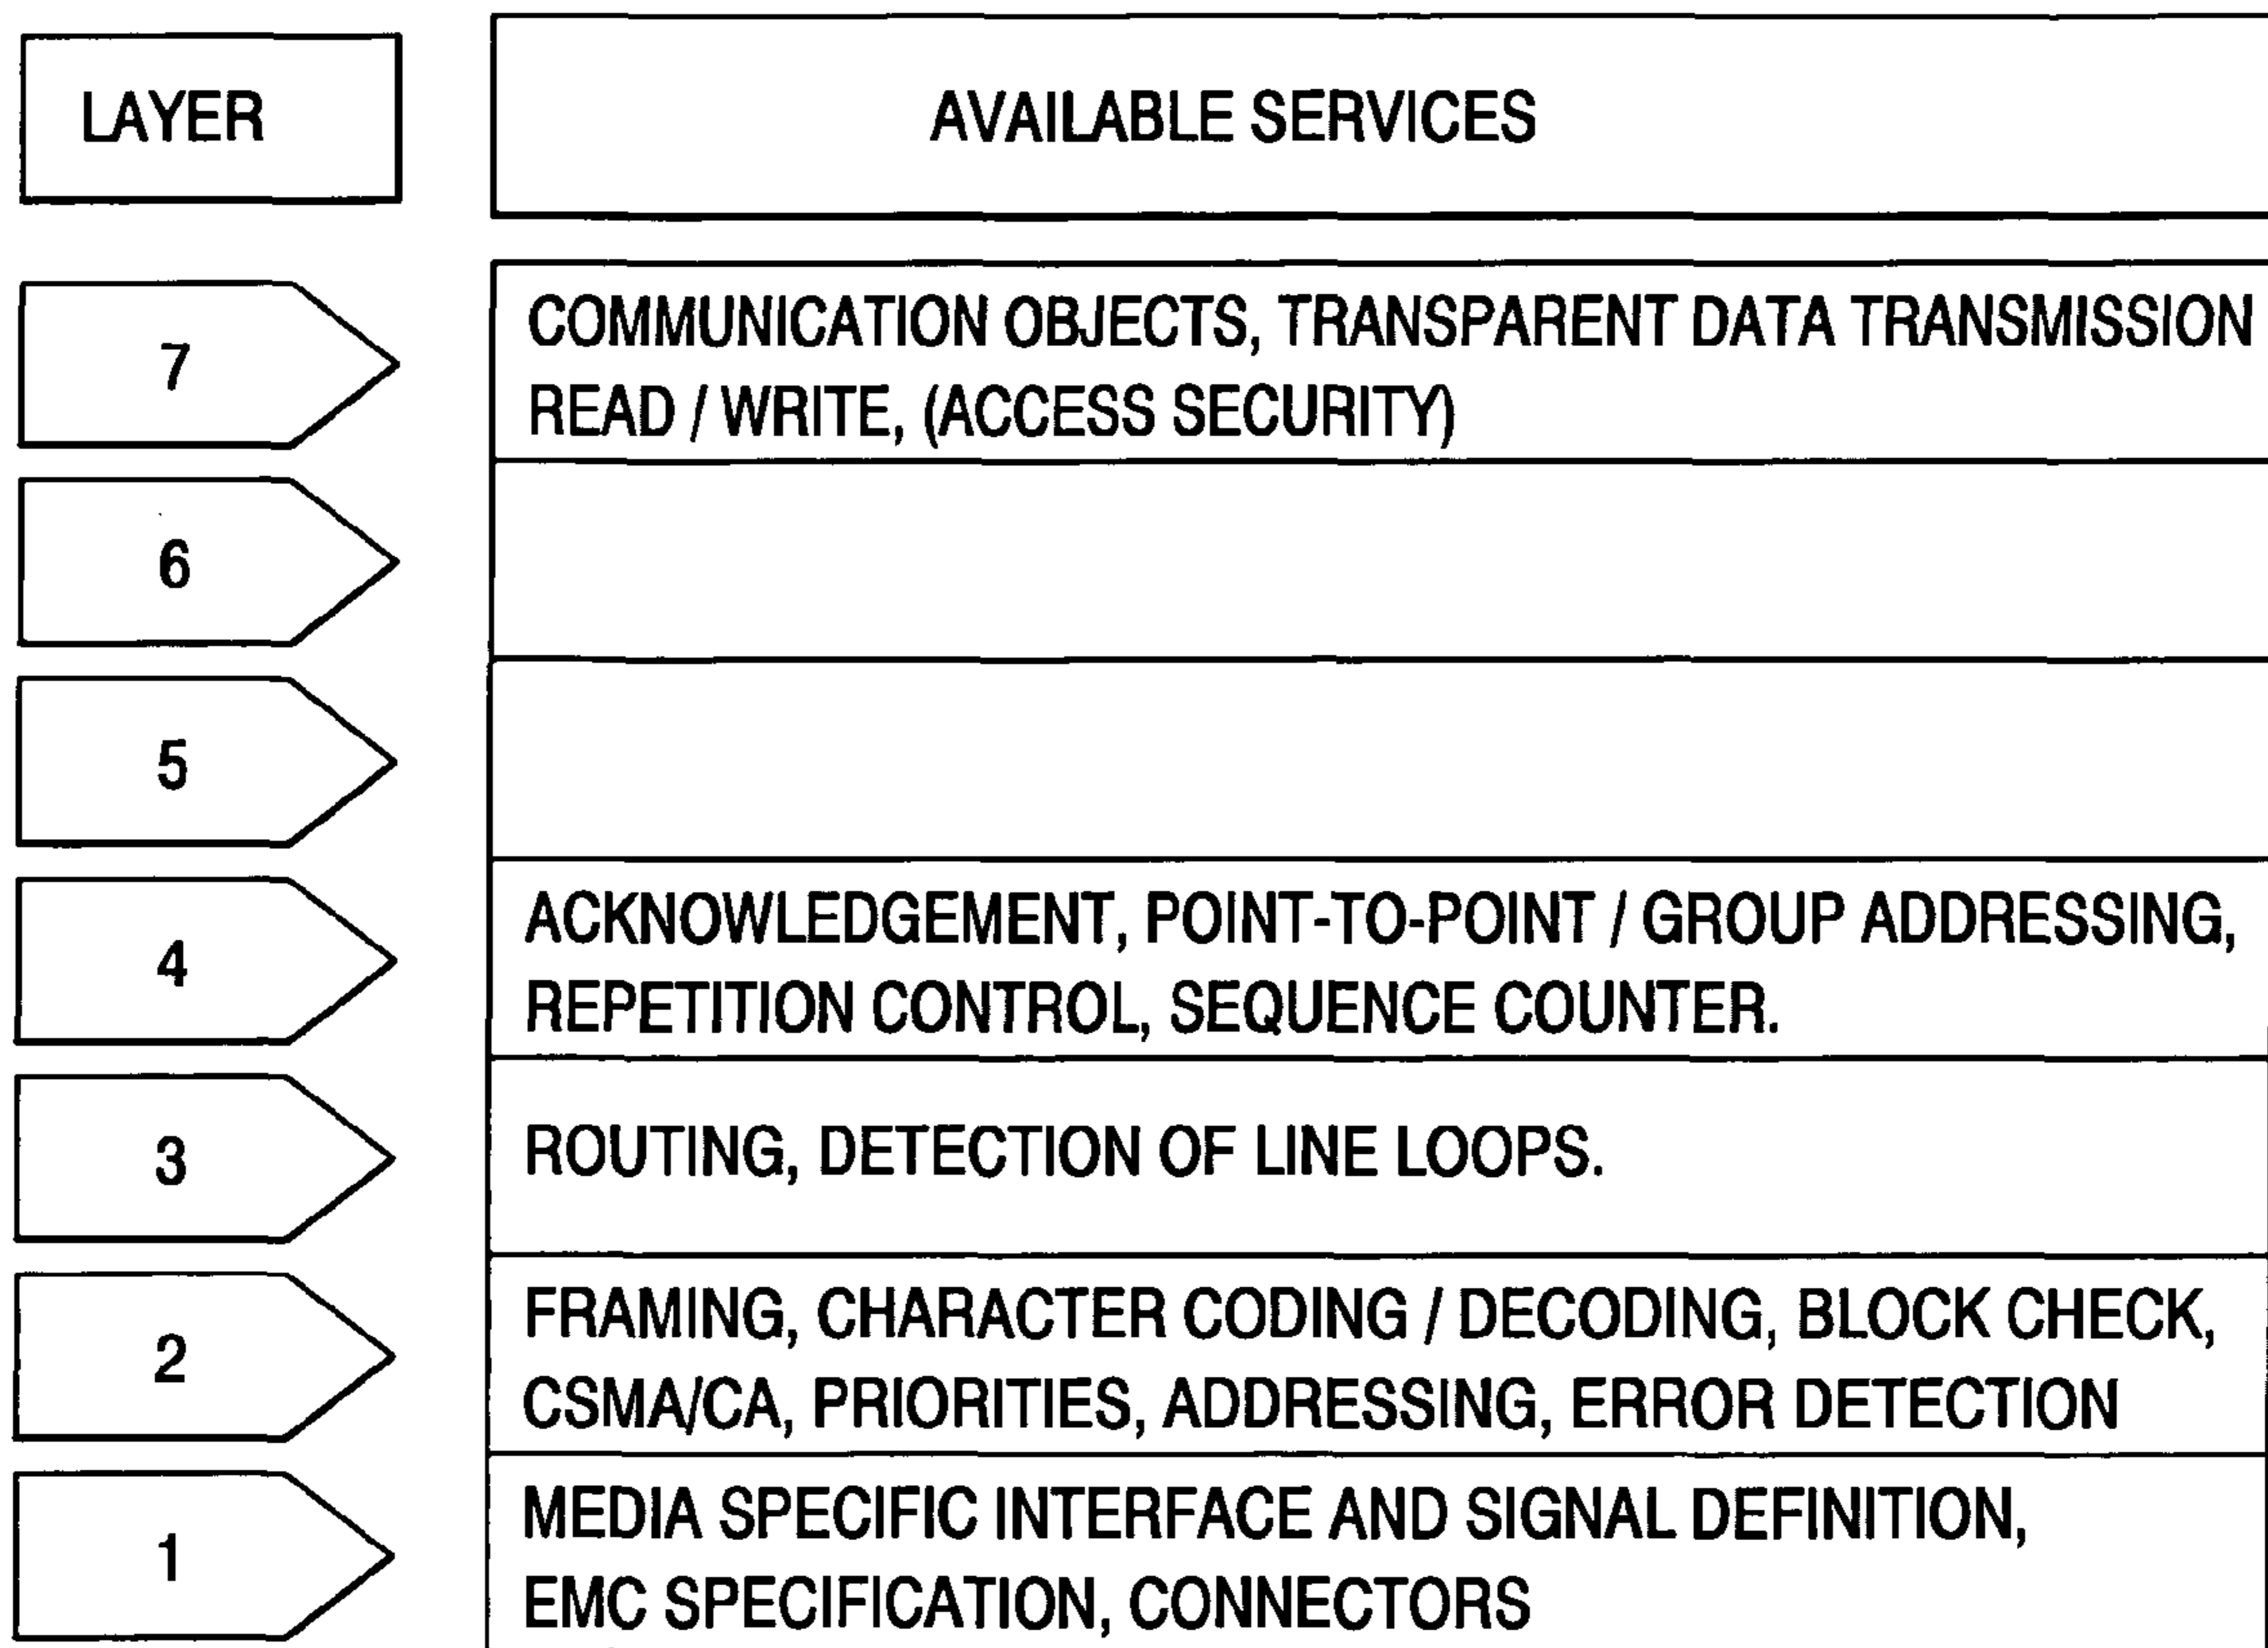 LAYER
AVAILABLE SERVICES
7
COMMUNICATION OBJECTS, TRANSPARENT DATA TRANSMISSION
READ / WRITE, (ACCESS SECURITY)
6
5
4
ACKNOWLEDGEMENT, POINT-TO-POINT / GROUP ADDRESSING,
REPETITION CONTROL, SEQUENCE COUNTER.
3
ROUTING, DETECTION OF LINE LOOPS.
2
FRAMING, CHARACTER CODING / DECODING, BLOCK CHECK,
CSMA/CA, PRIORITIES, ADDRESSING, ERROR DETECTION
1
MEDIA SPECIFIC INTERFACE AND SIGNAL DEFINITION,
EMC SPECIFICATION, CONNECTORS